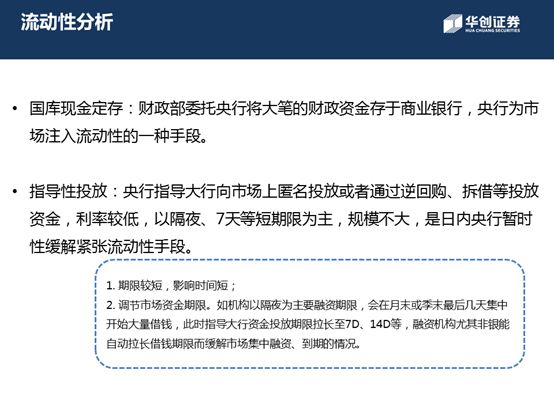 流动性分析
华创证券
HUA CHUANG SECURITIES
• 国库现金定存：财政部委托央行将大笔的财政资金存于商业银行，央行为市
场注入流动性的一种手段。
• 指导性投放：央行指导大行向市场上匿名投放或者通过逆回购、拆借等投放
资金，利率较低，以隔夜、7天等短期限为主，规模不大，是日内央行暂时
性缓解紧张流动性手段。
1. 期限较短，影响时间短；
2. 调节市场资金期限。如机构以隔夜为主要融资期限，会在月末或季末最后几天集中
开始大量借钱，此时指导大行资金投放期限拉长至7D、14D等，融资机构尤其非银能
自动拉长借钱期限而缓解市场集中融资、到期的情况。